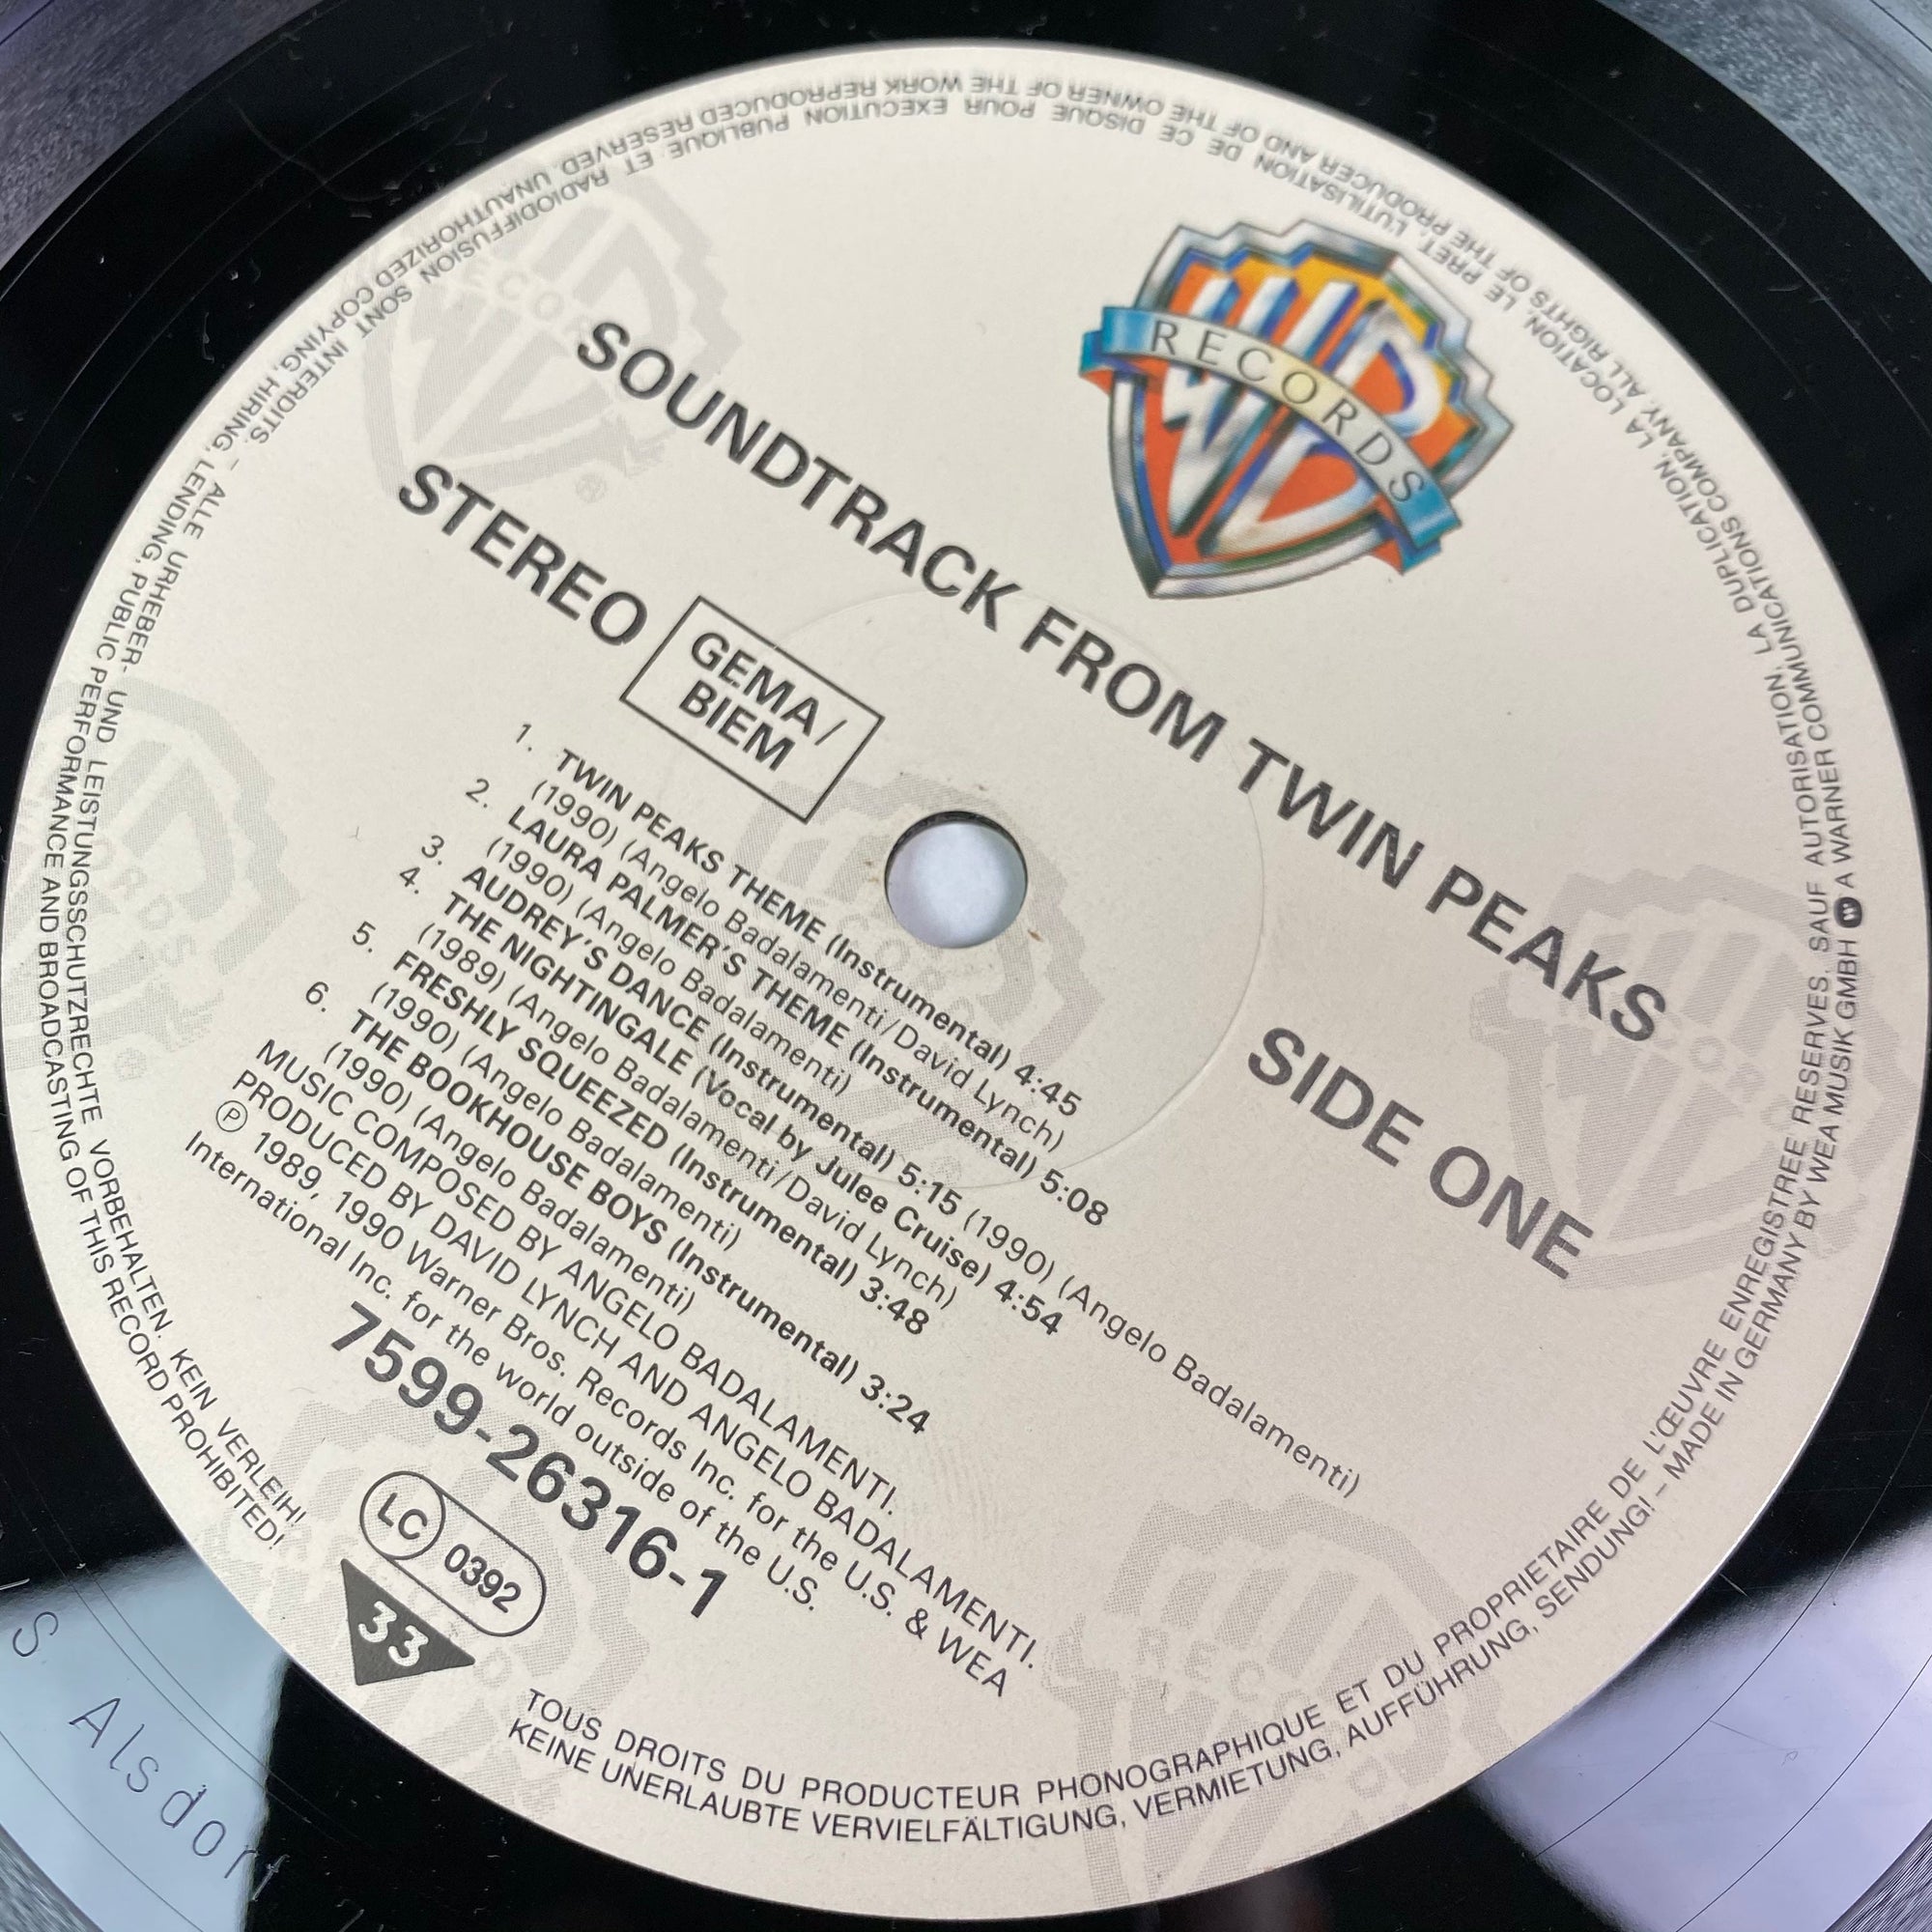 RECORDS
SOUNDTRACK FROM TWIN PEAKS
STEREO
SIDE ONE
GEMA/
BIEM
1. TWIN PEAKS THEME (Instrumental) 4:45
(1990) (Angelo Badalamenti/David Lynch)
2. LAURA PALMER'S THEME (Instrumental) 5:08
(1990) (Angelo Badalamenti)
3. AUDREY'S DANCE (Instrumental) 5:15 (1990) (Angelo Badalamenti)
4. THE NIGHTINGALE (Vocal by Julee Cruise) 4:54
(1989) (Angelo Badalamenti/David Lynch)
5. FRESHLY SQUEEZED (Instrumental) 3:48
(1990) (Angelo Badalamenti)
6. THE BOOKHOUSE BOYS (Instrumental) 3:24
(1990) (Angelo Badalamenti)
MUSIC COMPOSED BY ANGELO BADALAMENTI.
PRODUCED BY DAVID LYNCH AND ANGELO BADALAMENTI.
℗ 1989, 1990 Warner Bros. Records Inc. for the U.S. & WEA
International Inc. for the world outside of the U.S.
7599-26316-1
LC 0392
33
TOUS DROITS DU PRODUCTEUR PHONOGRAPHIQUE ET DU PROPRIETAIRE DE L'ŒUVRE ENREGISTREE RESERVES. SAUF AUTORISATION, LA DUPLICATION, LA LOCATION, LE PRET, L'UTILISATION DE CE DISQUE POUR EXECUTION PUBLIQUE ET RADIODIFFUSION SONT INTERDITS. – ALLE URHEBER- UND LEISTUNGSSCHUTZRECHTE VORBEHALTEN. KEIN VERLEIH!
KEINE UNERLAUBTE VERVIELFÄLTIGUNG, VERMIETUNG, AUFFÜHRUNG, SENDUNG! – MADE IN GERMANY BY WEA MUSIK GMBH A WARNER COMMUNICATIONS COMPANY. ALL RIGHTS OF THE PRODUCER AND OF THE OWNER OF THE WORK REPRODUCED RESERVED. UNAUTHORIZED COPYING, HIRING, LENDING, PUBLIC PERFORMANCE AND BROADCASTING OF THIS RECORD PROHIBITED!
S Alsdorf